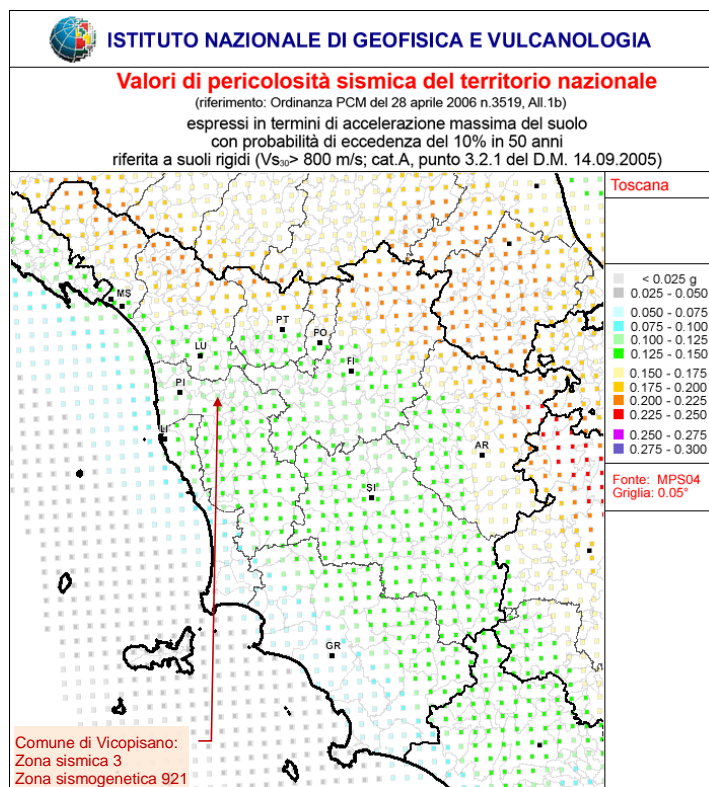 ISTITUTO NAZIONALE DI GEOFISICA E VULCANOLOGIA
Valori di pericolosità sismica del territorio nazionale
(riferimento: Ordinanza PCM del 28 aprile 2006 n.3519, All.1b)
espressi in termini di accelerazione massima del suolo
con probabilità di eccedenza del 10% in 50 anni
riferita a suoli rigidi (Vs30> 800 m/s; cat.A, punto 3.2.1 del D.M. 14.09.2005)
Toscana
< 0.025 g
0.025 - 0.050
0.050 - 0.075
0.075 - 0.100
0.100 - 0.125
0.125 - 0.150
0.150 - 0.175
0.175 - 0.200
0.200 - 0.225
0.225 - 0.250
0.250 - 0.275
0.275 - 0.300
Fonte: MPS04
Griglia: 0.05°
MS
PT
PO
LU
FI
PI
LI
AR
SI
GR
Comune di Vicopisano:
Zona sismica 3
Zona sismogenetica 921